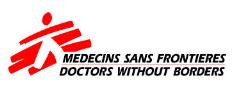 MEDECINS SANS FRONTIERES
DOCTORS WITHOUT BORDERS